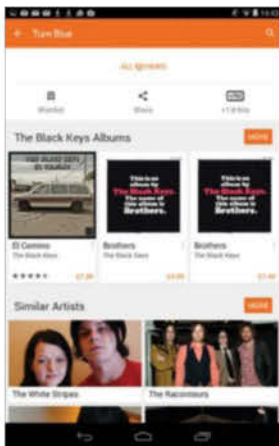 Turn Blue
ALL REVIEWS
Wishlist
Share
The Black Keys Albums
MORE
This is an
album by
The Black Keys.
The name of
this album is
Brothers.
This is an
album by
The Black Keys.
The name of
this album is
Brothers.
El Camino
The Black Keys
Brothers
The Black Keys
Brothers
The Black Keys
Similar Artists
MORE
The White Stripes
The Raconteurs